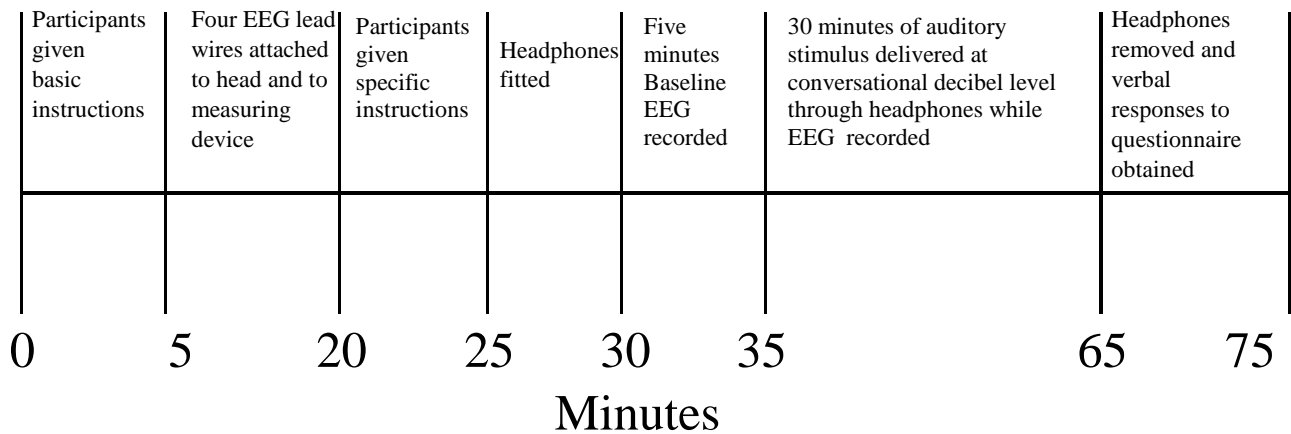 Participants
given
basic
instructions
Four EEG lead
wires attached
to head and to
measuring
device
Participants
given
specific
instructions
Headphones
fitted
Five
minutes
Baseline
EEG
recorded
30 minutes of auditory
stimulus delivered at
conversational decibel level
through headphones while
EEG recorded
Headphones
removed and
verbal
responses to
questionnaire
obtained
0 5 20 25 30 35 65 75
Minutes